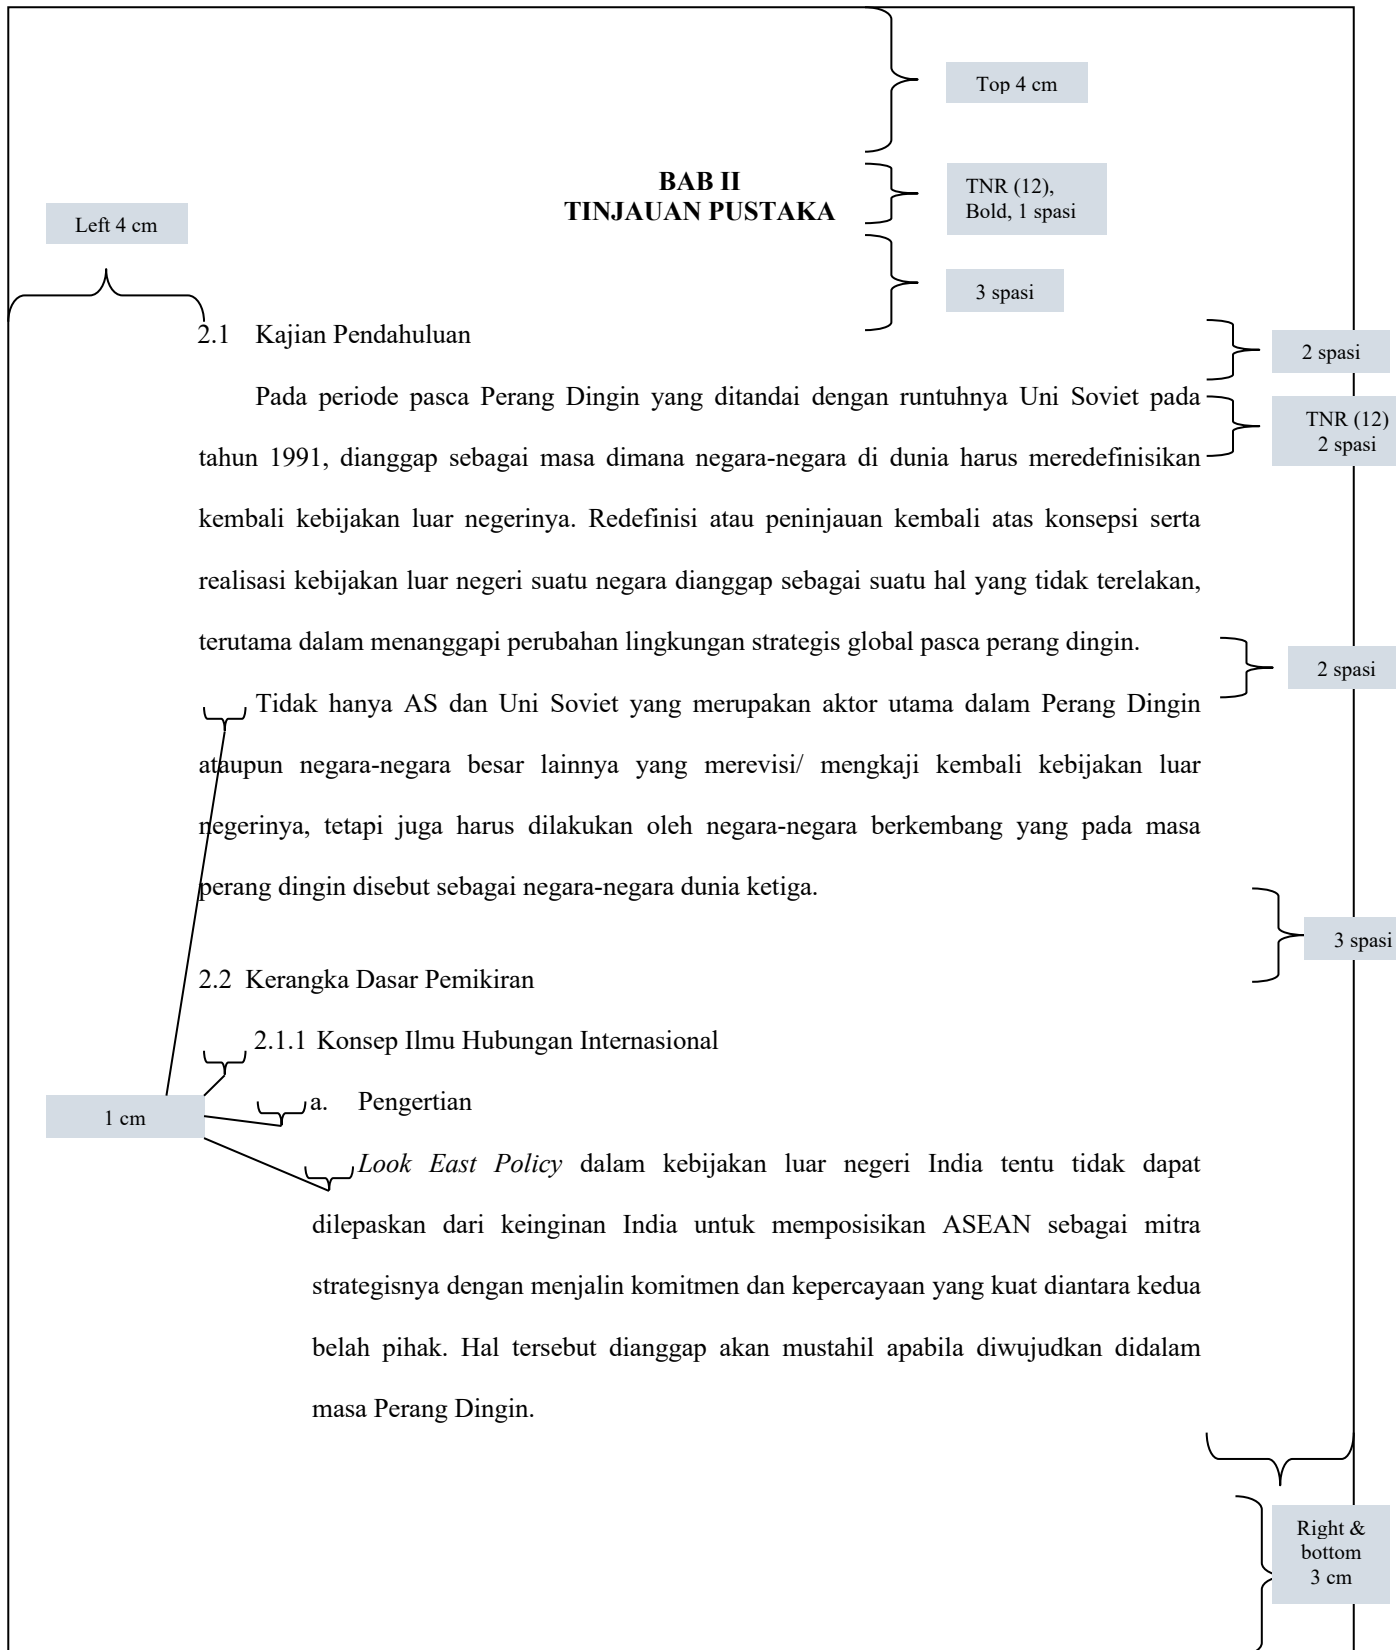 Top 4 cm
BAB II
TINJAUAN PUSTAKA
TNR (12),
Bold, 1 spasi
Left 4 cm
3 spasi
2.1 Kajian Pendahuluan
2 spasi
Pada periode pasca Perang Dingin yang ditandai dengan runtuhnya Uni Soviet pada
TNR (12)
2 spasi
tahun 1991, dianggap sebagai masa dimana negara-negara di dunia harus meredefinisikan
kembali kebijakan luar negerinya. Redefinisi atau peninjauan kembali atas konsepsi serta
realisasi kebijakan luar negeri suatu negara dianggap sebagai suatu hal yang tidak terelakan,
terutama dalam menanggapi perubahan lingkungan strategis global pasca perang dingin.
2 spasi
Tidak hanya AS dan Uni Soviet yang merupakan aktor utama dalam Perang Dingin
ataupun negara-negara besar lainnya yang merevisi/ mengkaji kembali kebijakan luar
negerinya, tetapi juga harus dilakukan oleh negara-negara berkembang yang pada masa
perang dingin disebut sebagai negara-negara dunia ketiga.
3 spasi
2.2 Kerangka Dasar Pemikiran
2.1.1 Konsep Ilmu Hubungan Internasional
1 cm
a. Pengertian
Look East Policy dalam kebijakan luar negeri India tentu tidak dapat
dilepaskan dari keinginan India untuk memposisikan ASEAN sebagai mitra
strategisnya dengan menjalin komitmen dan kepercayaan yang kuat diantara kedua
belah pihak. Hal tersebut dianggap akan mustahil apabila diwujudkan didalam
masa Perang Dingin.
Right &
bottom
3 cm